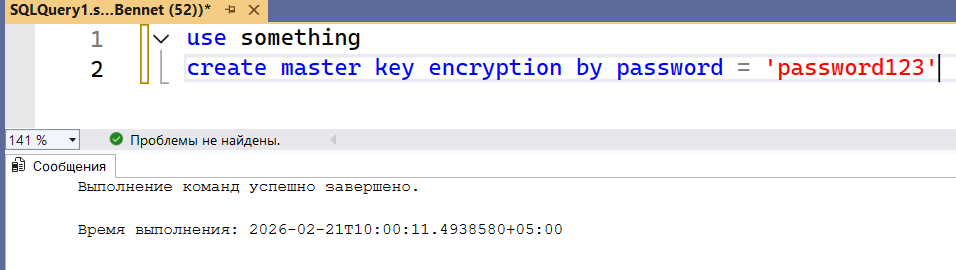 SQLQuery1.s...Bennet (52))*
1 use something
2 create master key encryption by password = 'password123'
141 % Проблемы не найдены.
Сообщения
Выполнение команд успешно завершено.
Время выполнения: 2026-02-21T10:00:11.4938580+05:00